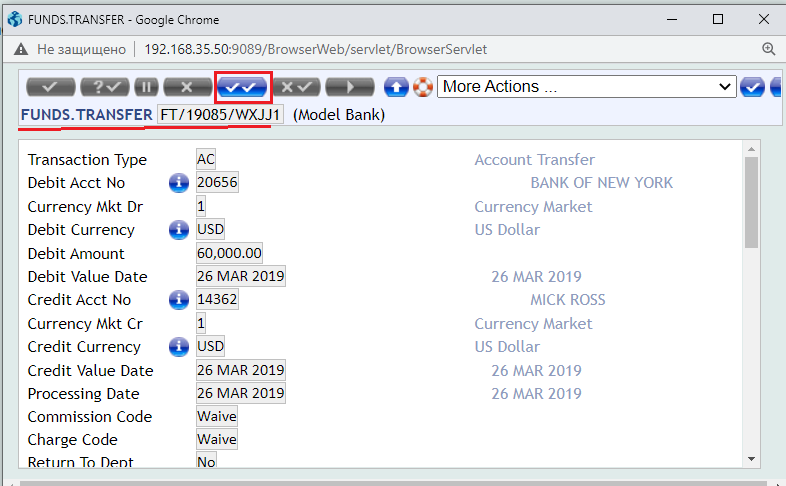 FUNDS.TRANSFER - Google Chrome
Не защищено 192.168.35.50:9089/BrowserWeb/servlet/BrowserServlet
More Actions ...
FUNDS.TRANSFER FT/19085/WXJJ1 (Model Bank)
Transaction Type AC Account Transfer
Debit Acct No 20656 BANK OF NEW YORK
Currency Mkt Dr 1 Currency Market
Debit Currency USD US Dollar
Debit Amount 60,000.00
Debit Value Date 26 MAR 2019 26 MAR 2019
Credit Acct No 14362 MICK ROSS
Currency Mkt Cr 1 Currency Market
Credit Currency USD US Dollar
Credit Value Date 26 MAR 2019 26 MAR 2019
Processing Date 26 MAR 2019 26 MAR 2019
Commission Code Waive
Charge Code Waive
Return To Dept No